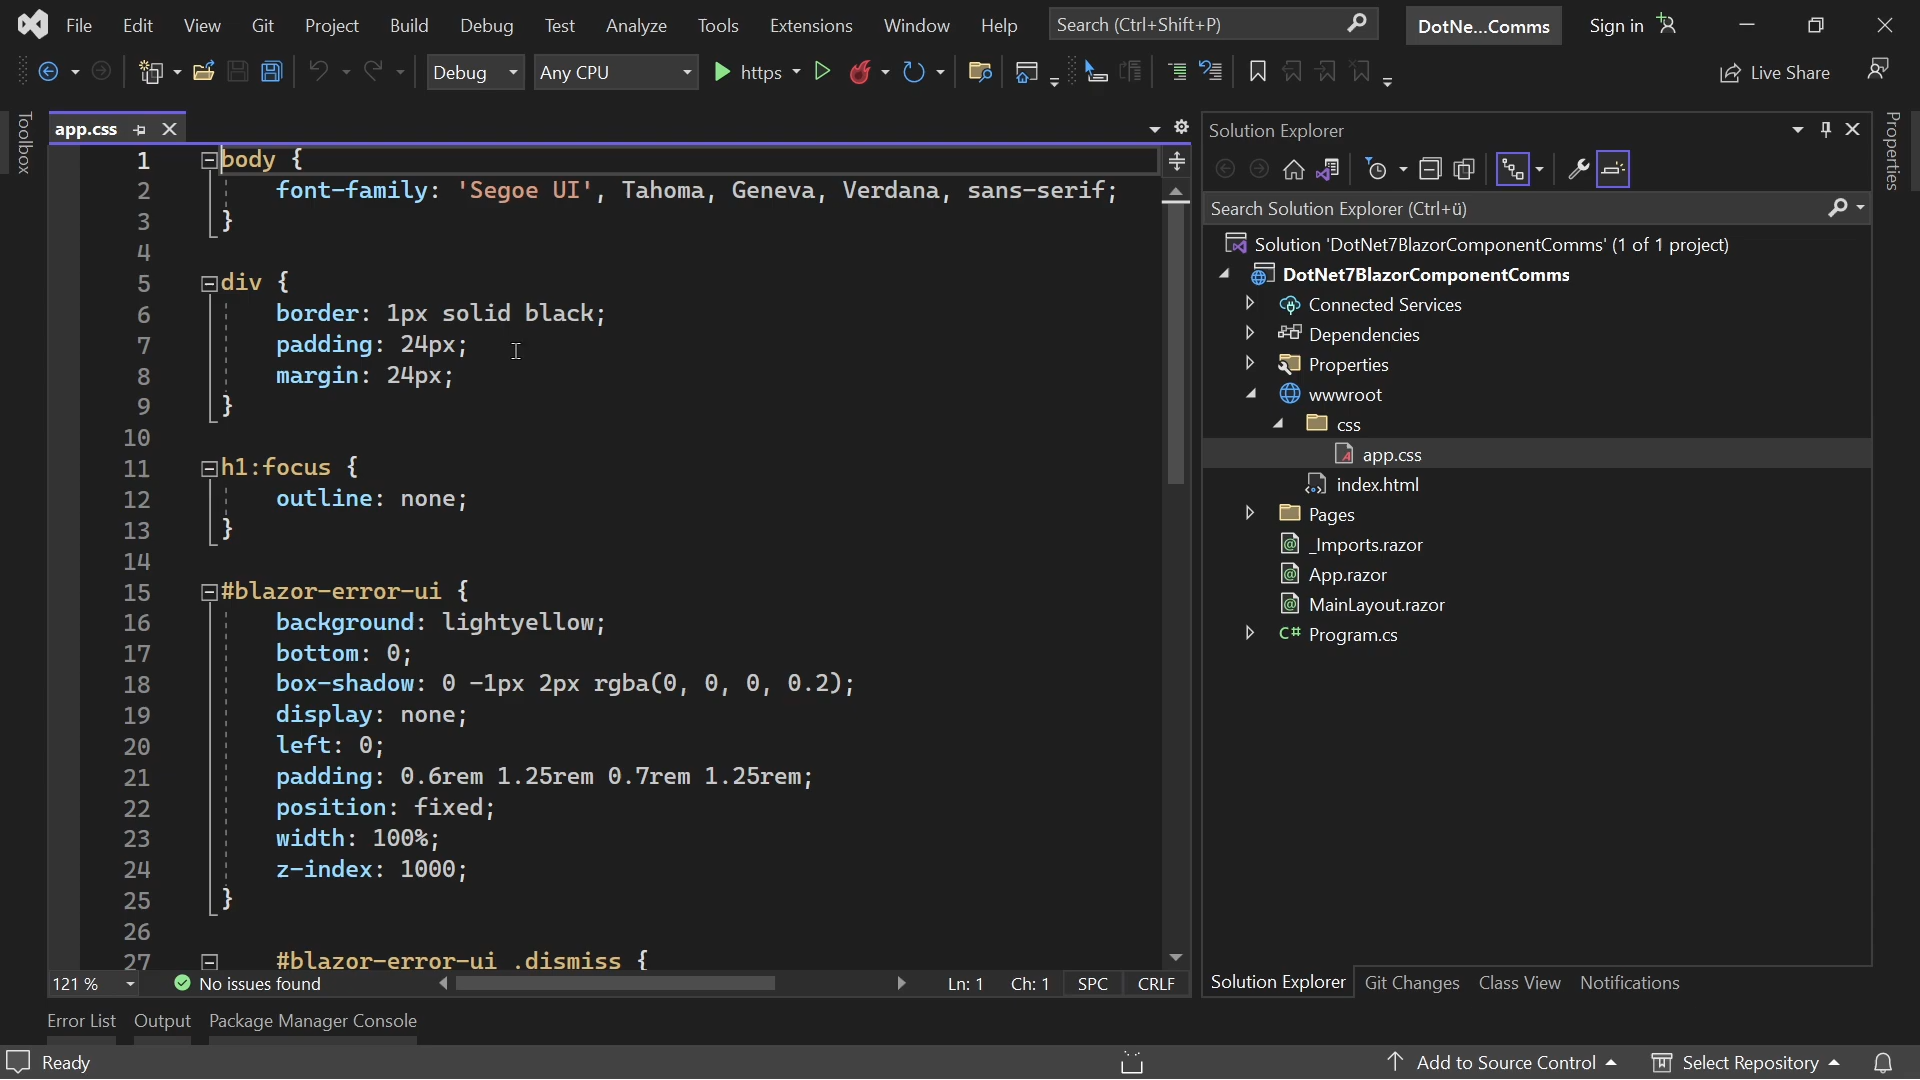 File Edit View Git Project Build Debug Test Analyze Tools Extensions Window Help Search (Ctrl+Shift+P) DotNe...Comms Sign in
Debug Any CPU https Live Share
Toolbox
app.css
1 body {
2 font-family: 'Segoe UI', Tahoma, Geneva, Verdana, sans-serif;
3 }
4
5 div {
6 border: 1px solid black;
7 padding: 24px;
8 margin: 24px;
9 }
10
11 h1:focus {
12 outline: none;
13 }
14
15 #blazor-error-ui {
16 background: lightyellow;
17 bottom: 0;
18 box-shadow: 0 -1px 2px rgba(0, 0, 0, 0.2);
19 display: none;
20 left: 0;
21 padding: 0.6rem 1.25rem 0.7rem 1.25rem;
22 position: fixed;
23 width: 100%;
24 z-index: 1000;
25 }
26
27 #blazor-error-ui .dismiss {
121 % No issues found Ln: 1 Ch: 1 SPC CRLF
Solution Explorer
Search Solution Explorer (Ctrl+ü)
Solution 'DotNet7BlazorComponentComms' (1 of 1 project)
DotNet7BlazorComponentComms
Connected Services
Dependencies
Properties
wwwroot
css
app.css
index.html
Pages
_Imports.razor
App.razor
MainLayout.razor
C# Program.cs
Solution Explorer Git Changes Class View Notifications
Properties
Error List Output Package Manager Console
Ready Add to Source Control Select Repository